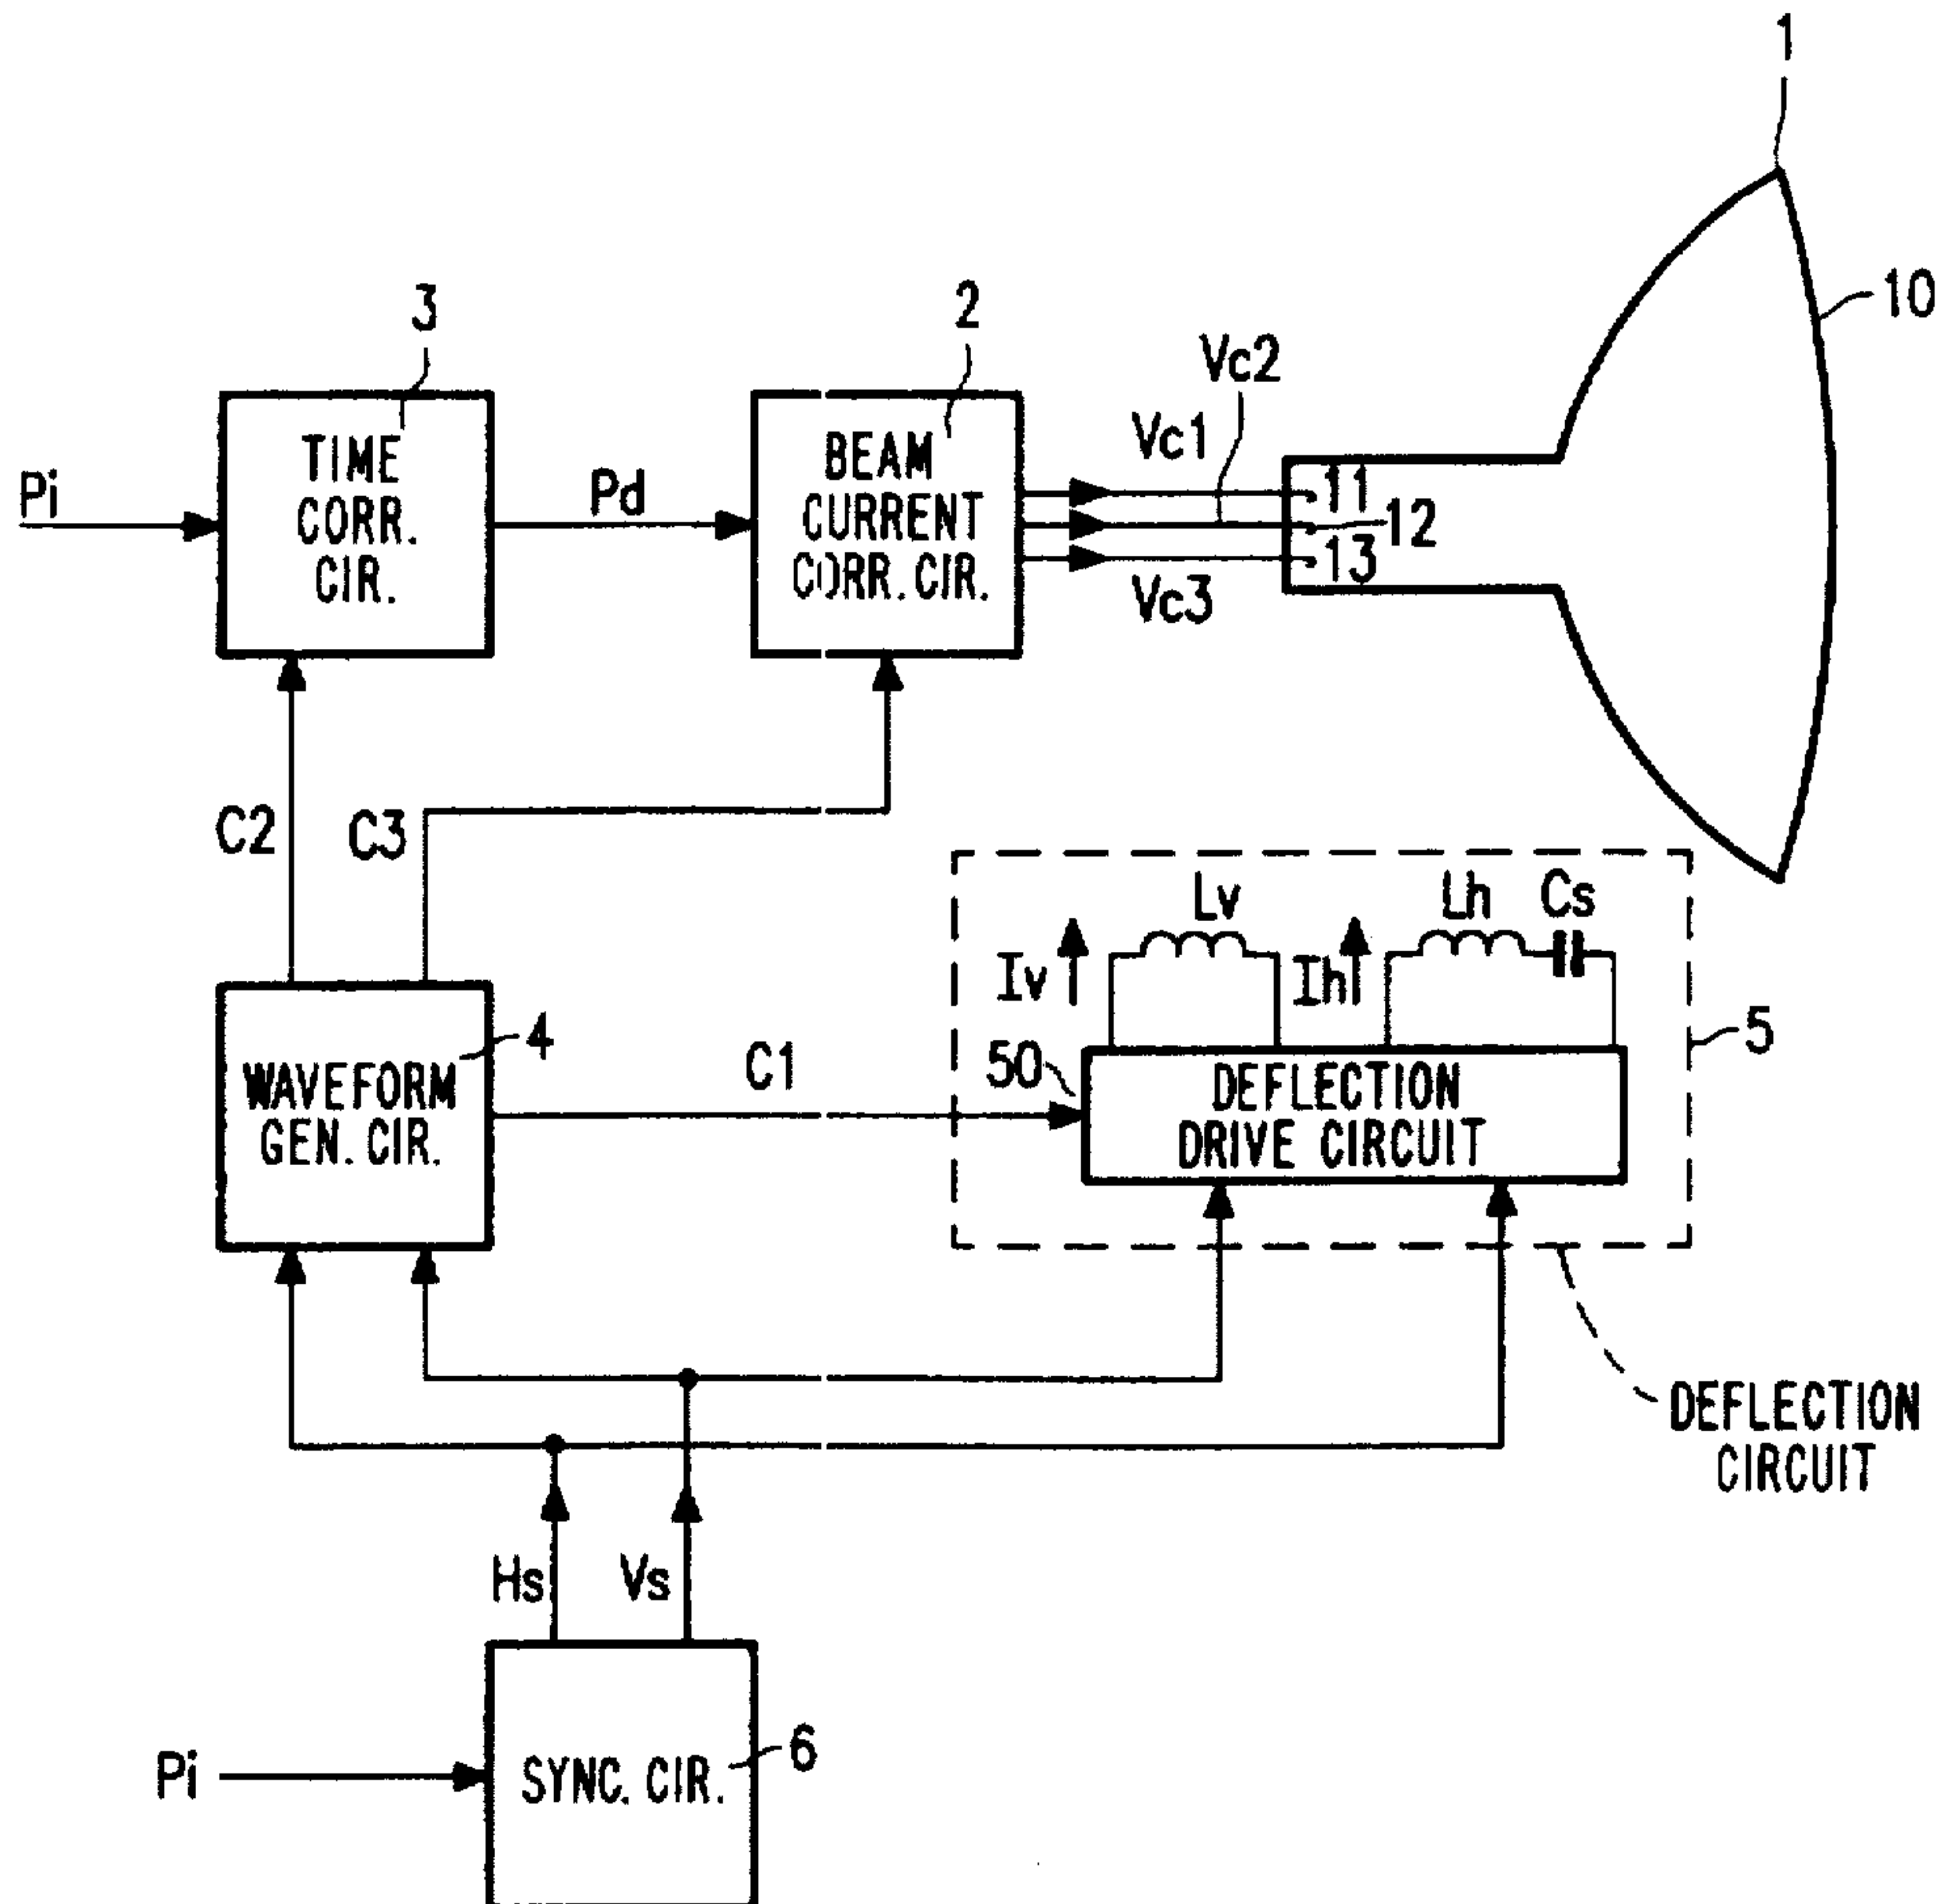 1
10
3
2
Vc2
Vc1
TIME
CORR.
CIR.
BEAM
CURRENT
CORR. CIR.
Pi
Pd
11
12
13
Vc3
C2
C3
Lv
Lh
Cs
Iv
Ih
5
4
WAVEFORM
GEN. CIR.
C1
50
DEFLECTION
DRIVE CIRCUIT
DEFLECTION
CIRCUIT
Hs
Vs
Pi
SYNC. CIR.
6